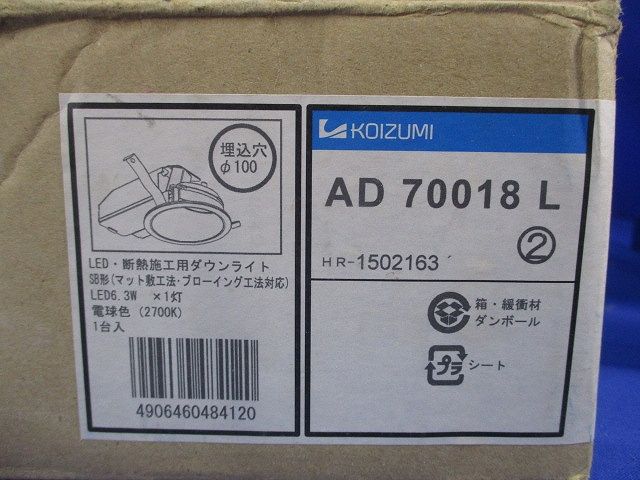 埋込穴
φ100
LED・断熱施工用ダウンライト
SB形(マット敷工法・ブローイング工法対応)
LED6.3W ×1灯
電球色 (2700K)
1台入
4906460484120
KOIZUMI
AD 70018 L
②
HR-1502163
箱・緩衝材
ダンボール
プラ
シート